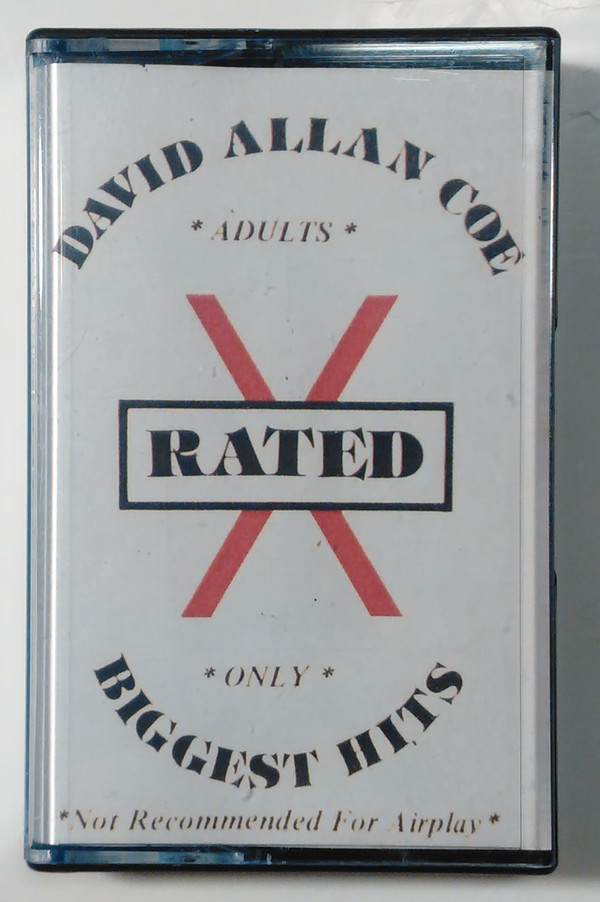 DAVID ALLAN COE
* ADULTS *
X
RATED
* ONLY *
BIGGEST HITS
*Not Recommended For Airplay*